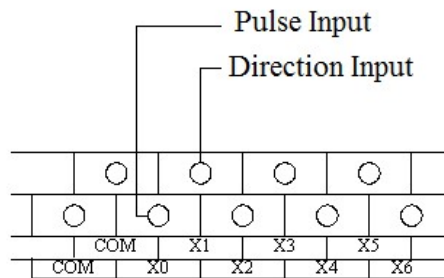 Pulse Input
Direction Input
COM X1 X3 X5
COM X0 X2 X4 X6